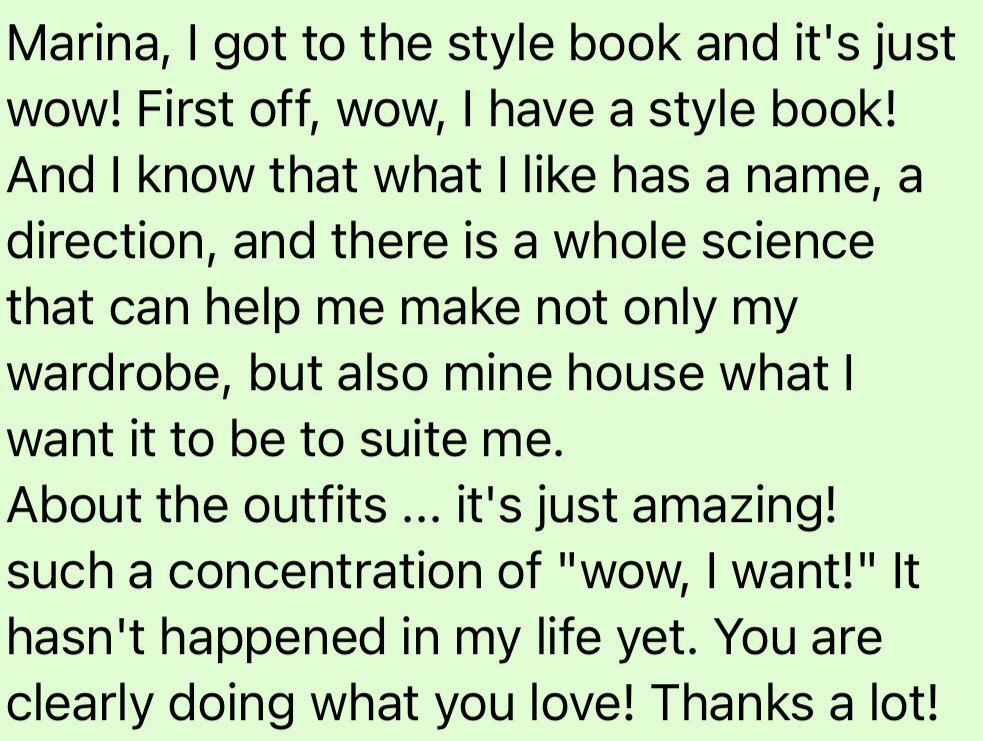 Marina, I got to the style book and it's just
wow! First off, wow, I have a style book!
And I know that what I like has a name, a
direction, and there is a whole science
that can help me make not only my
wardrobe, but also mine house what I
want it to be to suite me.
About the outfits ... it's just amazing!
such a concentration of "wow, I want!" It
hasn't happened in my life yet. You are
clearly doing what you love! Thanks a lot!